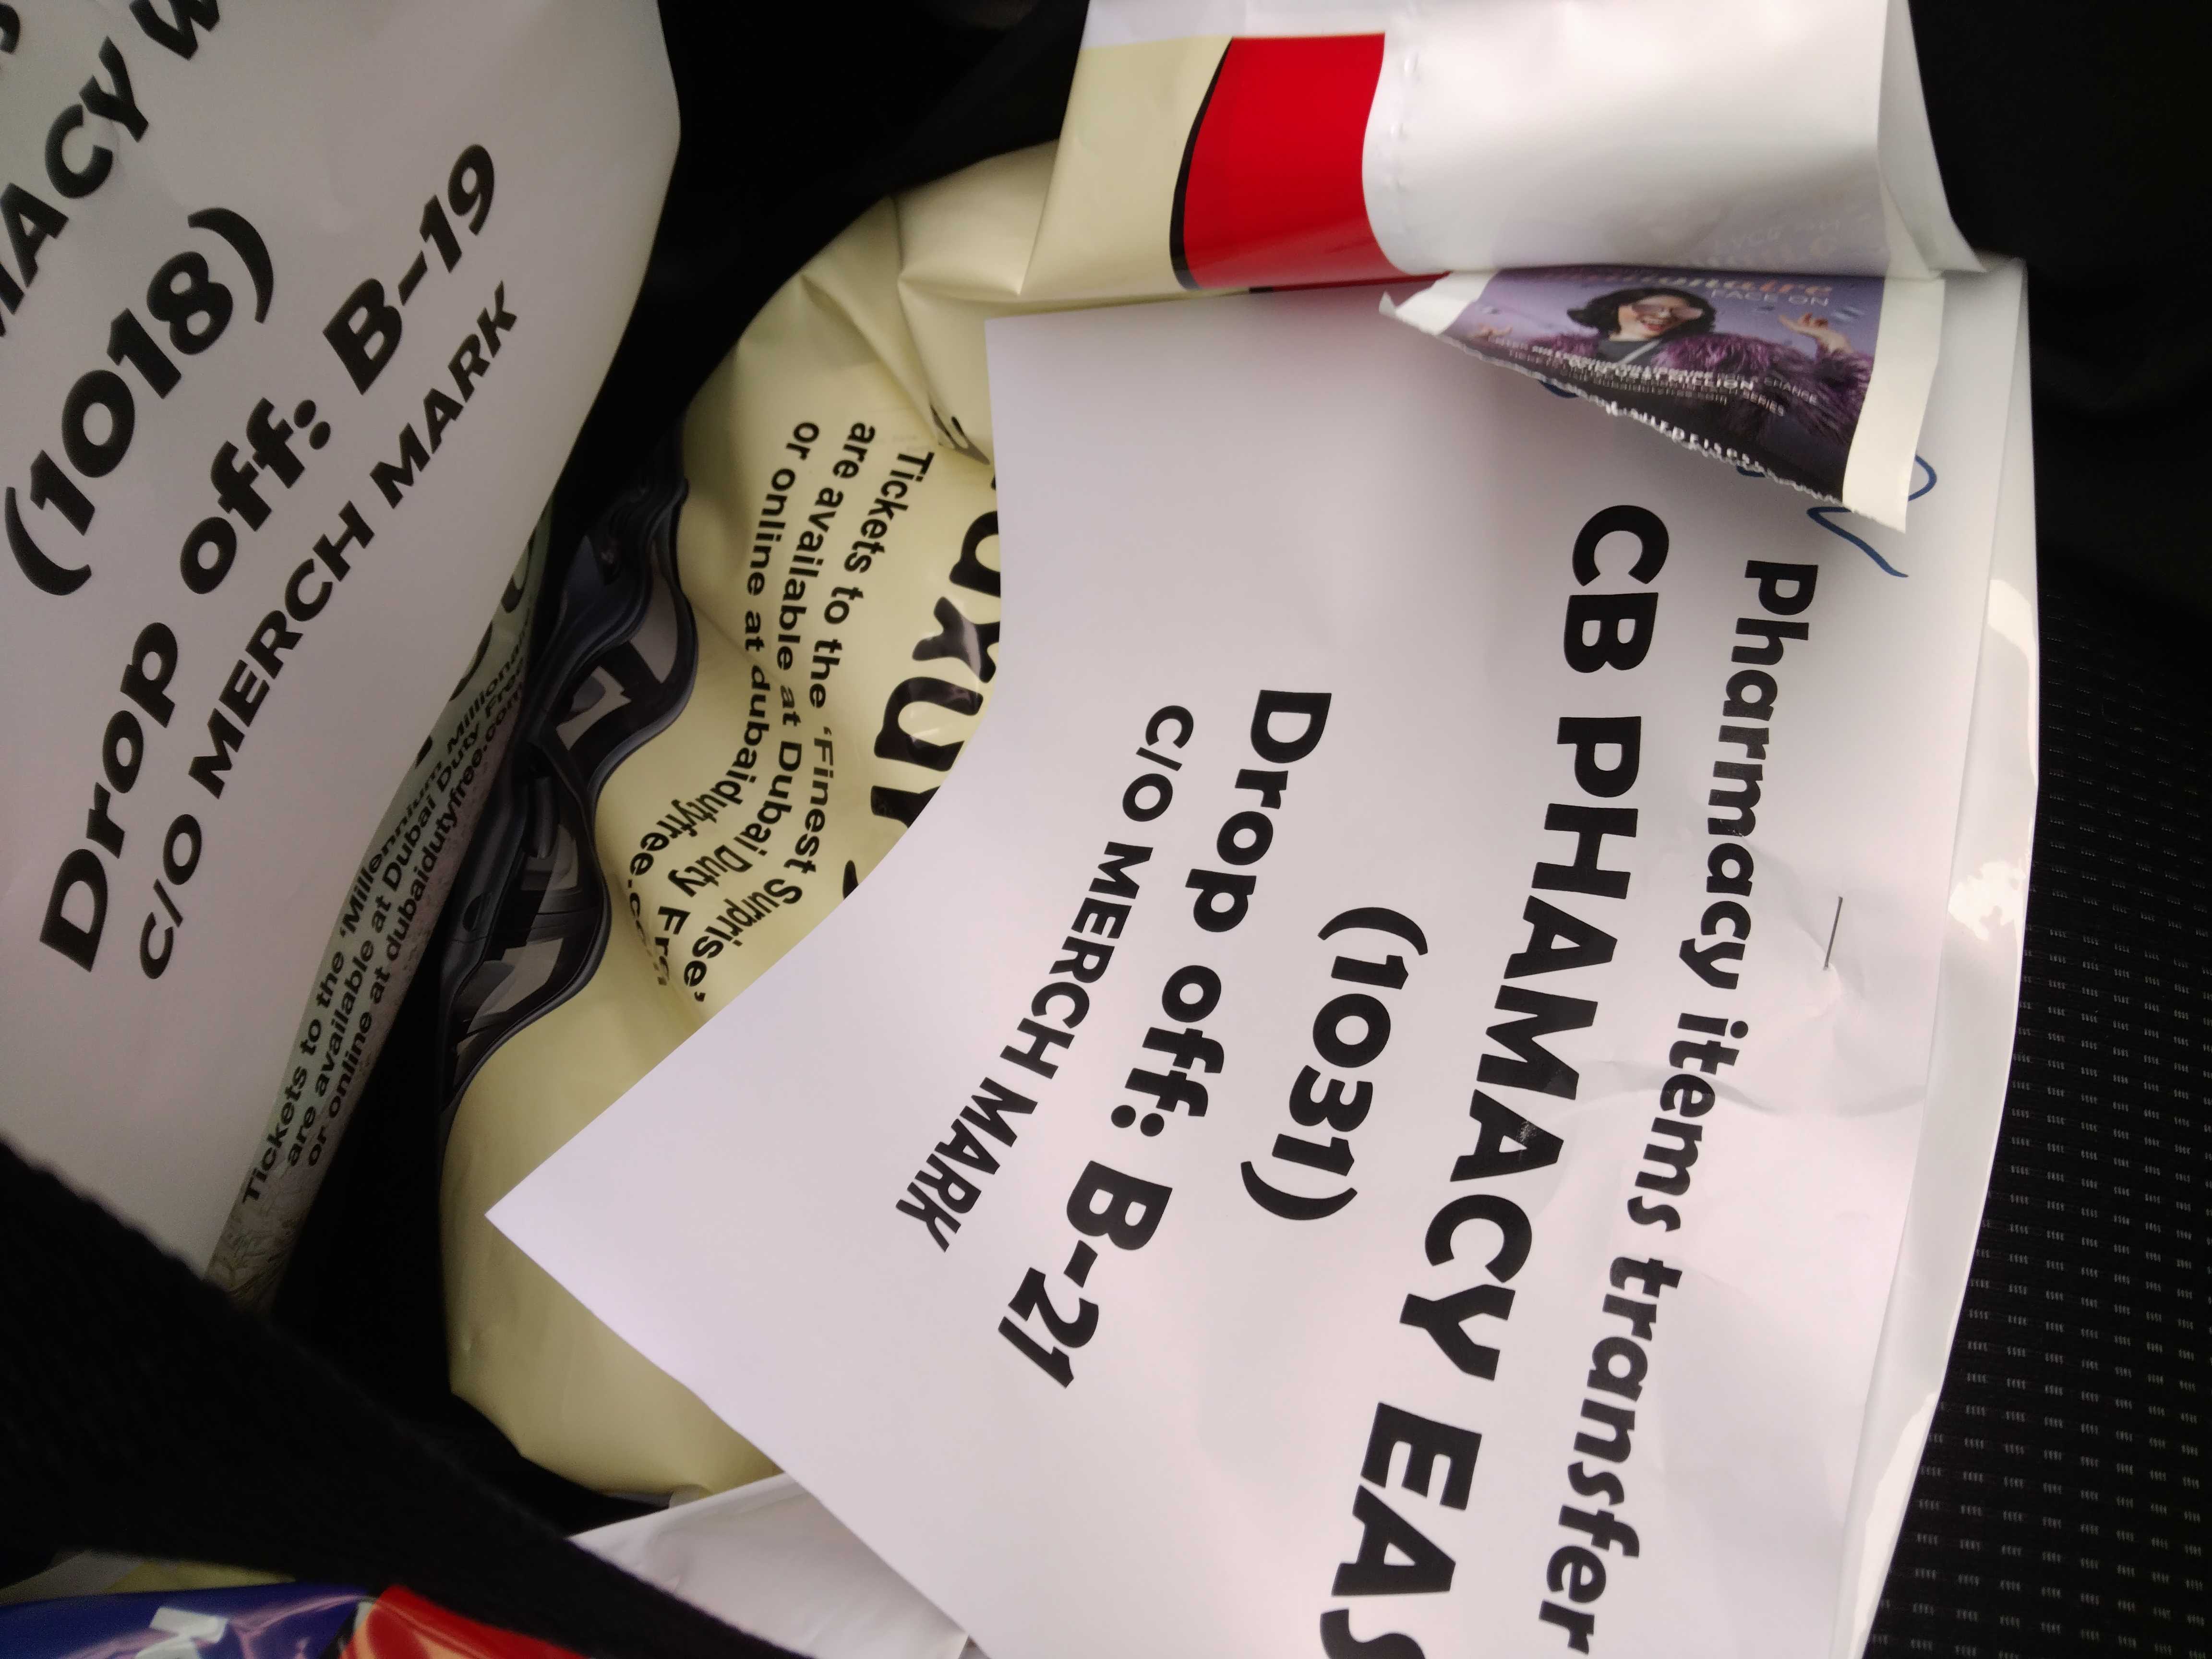 MACY W
(1018)
Drop off: B-19
C/O MERCH MARK
Tickets to the 'Millennium Millionaire'
are available at Dubai Duty Free
or online at dubaidutyfree.com
Tickets to the 'Finest Surprise'
are available at Dubai Duty Free
or online at dubaidutyfree.c
FACE ON
Pharmacy items transfer
CB PHAMACY EAS
(1031)
Drop off: B-21
C/O MERCH MARK